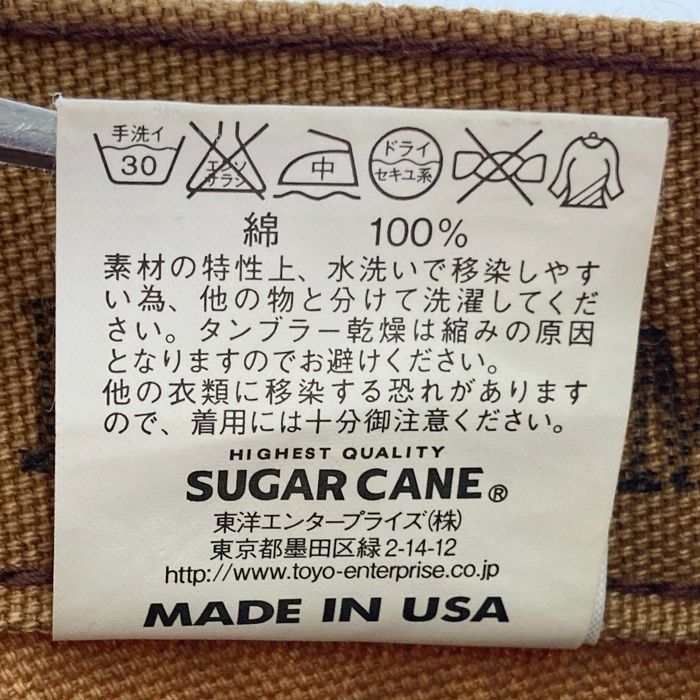 手洗イ 30 エンソ サラシ 中 ドライ セキユ系
綿 100%
素材の特性上、水洗いで移染しやす
い為、他の物と分けて洗濯してくだ
さい。タンブラー乾燥は縮みの原因
となりますのでお避けください。
他の衣類に移染する恐れがあります
ので、着用には十分御注意ください。
HIGHEST QUALITY
SUGAR CANE®
東洋エンタープライズ(株)
東京都墨田区緑2-14-12
http://www.toyo-enterprise.co.jp
MADE IN USA